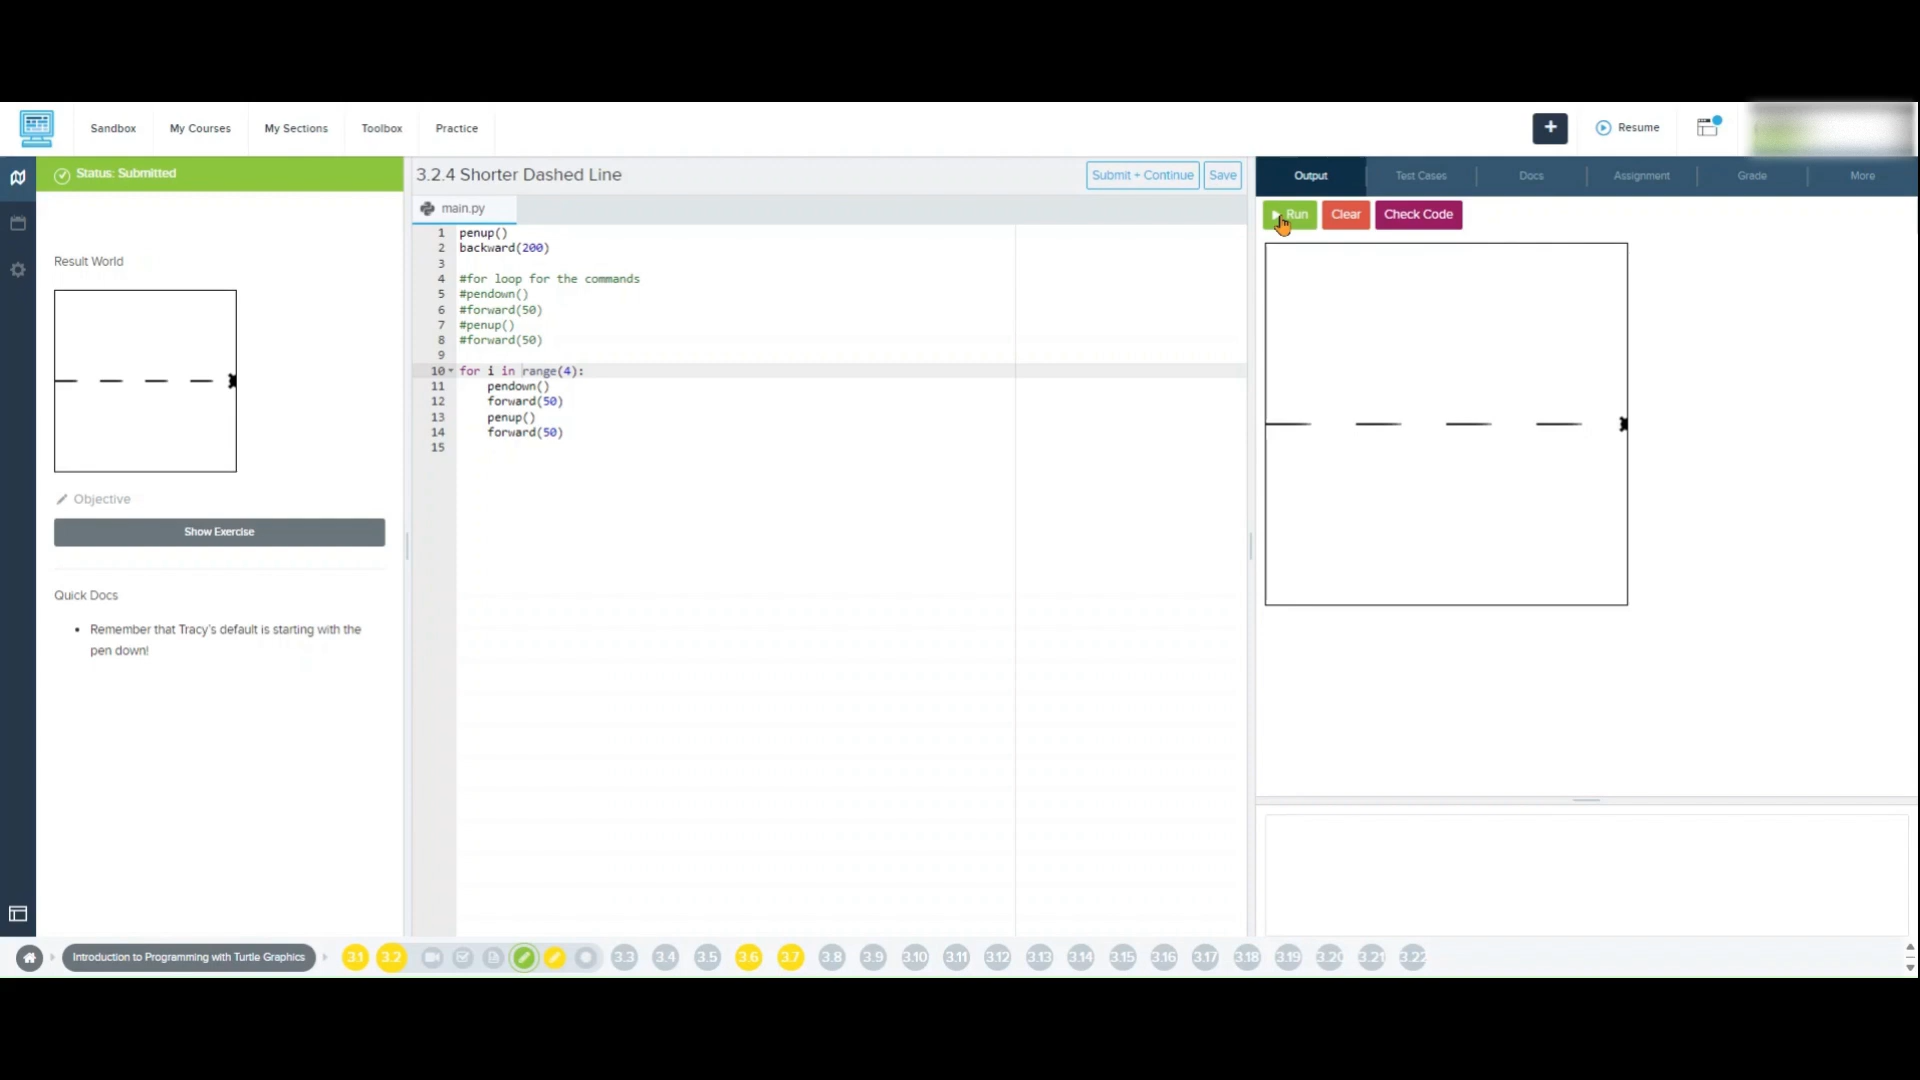 Sandbox
My Courses
My Sections
Toolbox
Practice
+
Resume
Status: Submitted
Result World
Objective
Show Exercise
Quick Docs
• Remember that Tracy's default is starting with the
pen down!
3.2.4 Shorter Dashed Line
Submit + Continue
Save
main.py
1 penup()
2 backward(200)
3
4 #for loop for the commands
5 #pendown()
6 #forward(50)
7 #penup()
8 #forward(50)
9
10 for i in range(4):
11 pendown()
12 forward(50)
13 penup()
14 forward(50)
15
Output
Test Cases
Docs
Assignment
Grade
More
Run
Clear
Check Code
Introduction to Programming with Turtle Graphics
3.1
3.2
3.3
3.4
3.5
3.6
3.7
3.8
3.9
3.10
3.11
3.12
3.13
3.14
3.15
3.16
3.17
3.18
3.19
3.20
3.21
3.22